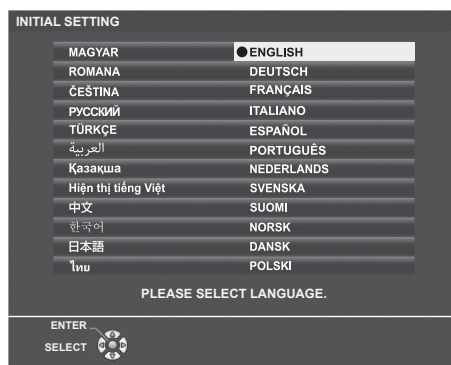 INITIAL SETTING
MAGYAR ENGLISH
ROMANA DEUTSCH
ČEŠTINA FRANÇAIS
РУССКИЙ ITALIANO
TÜRKÇE ESPAÑOL
العربية PORTUGUÊS
Қазақша NEDERLANDS
Hiện thị tiếng Việt SVENSKA
中文 SUOMI
한국어 NORSK
日本語 DANSK
ไทย POLSKI
PLEASE SELECT LANGUAGE.
ENTER
SELECT